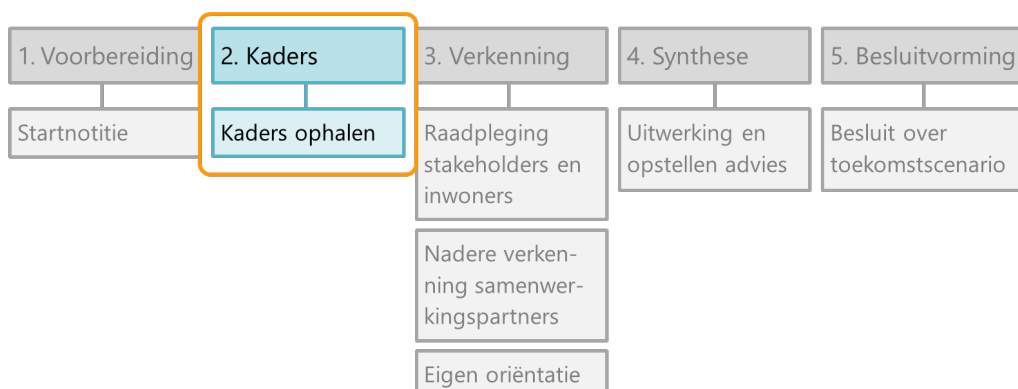 1. Voorbereiding
2. Kaders
3. Verkenning
4. Synthese
5. Besluitvorming
Startnotitie
Kaders ophalen
Raadpleging
stakeholders en
inwoners
Nadere verken-
ning samenwer-
kingspartners
Eigen oriëntatie
Uitwerking en
opstellen advies
Besluit over
toekomstscenario